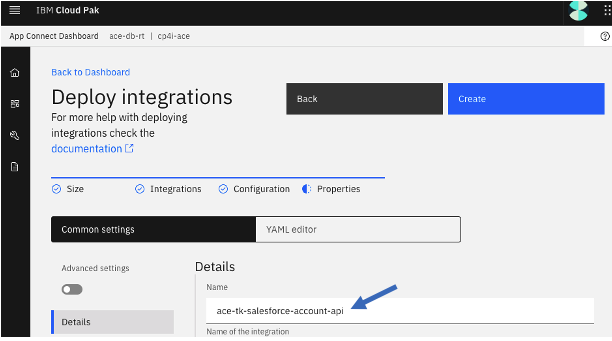 IBM Cloud Pak
App Connect Dashboard ace-db-rt | cp4i-ace
Back to Dashboard
Deploy integrations
For more help with deploying
integrations check the
documentation
Back
Create
Size
Integrations
Configuration
Properties
Common settings
YAML editor
Advanced settings
Details
Details
Name
ace-tk-salesforce-account-api
Name of the integration